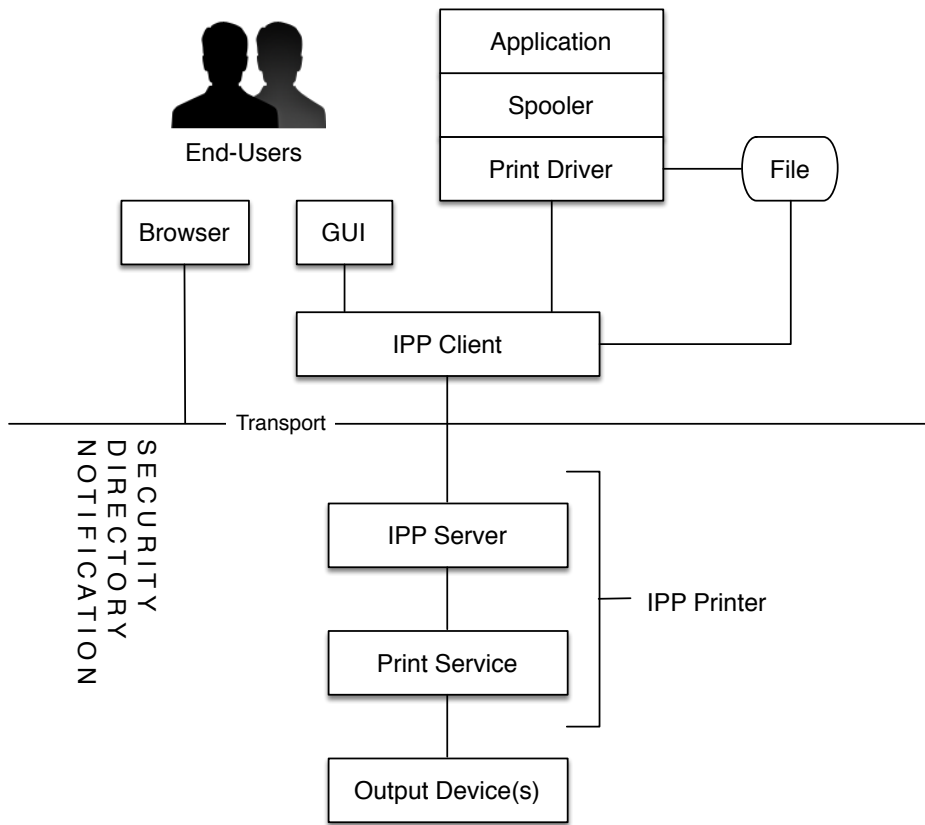 Application
Spooler
Print Driver
File
End-Users
Browser
GUI
IPP Client
Transport
SECURITY
DIRECTORY
NOTIFICATION
IPP Server
IPP Printer
Print Service
Output Device(s)